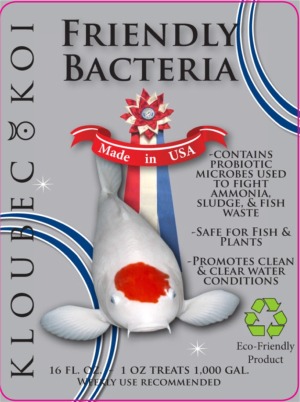 FRIENDLY
BACTERIA
KLOUBEC KOI
Made in USA
-CONTAINS
PROBIOTIC
MICROBES USED
TO FIGHT
AMMONIA,
SLUDGE, & FISH
WASTE
-SAFE FOR FISH &
PLANTS
-PROMOTES CLEAN
& CLEAR WATER
CONDITIONS
Eco-Friendly
Product
16 FL. OZ. 1 OZ TREATS 1,000 GAL.
WEEKLY USE RECOMMENDED